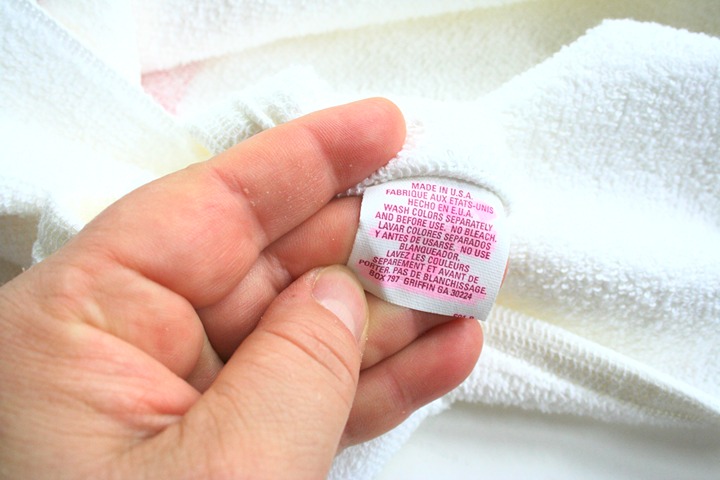 MADE IN U.S.A.
FABRIQUE AUX ETATS-UNIS
HECHO EN E.U.A.
WASH COLORS SEPARATELY
AND BEFORE USE. NO BLEACH.
LAVAR COLORES SEPARADOS
Y ANTES DE USARSE. NO USE
BLANQUEADOR.
LAVEZ LES COULEURS
SEPAREMENT ET AVANT DE
PORTER. PAS DE BLANCHISSAGE.
BOX 797 GRIFFIN GA 30224